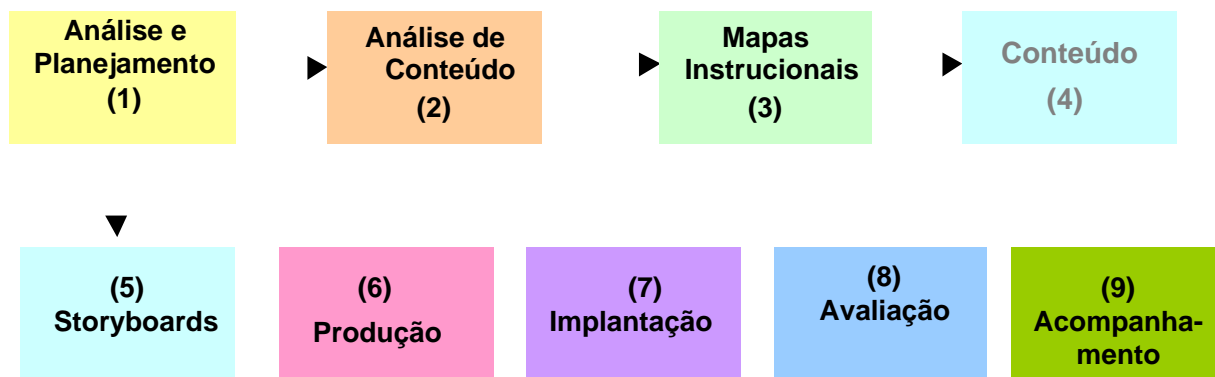 Análise e
Planejamento
(1)
Análise de
Conteúdo
(2)
Mapas
Instrucionais
(3)
Conteúdo
(4)
(5)
Storyboards
(6)
Produção
(7)
Implantação
(8)
Avaliação
(9)
Acompanha-
mento